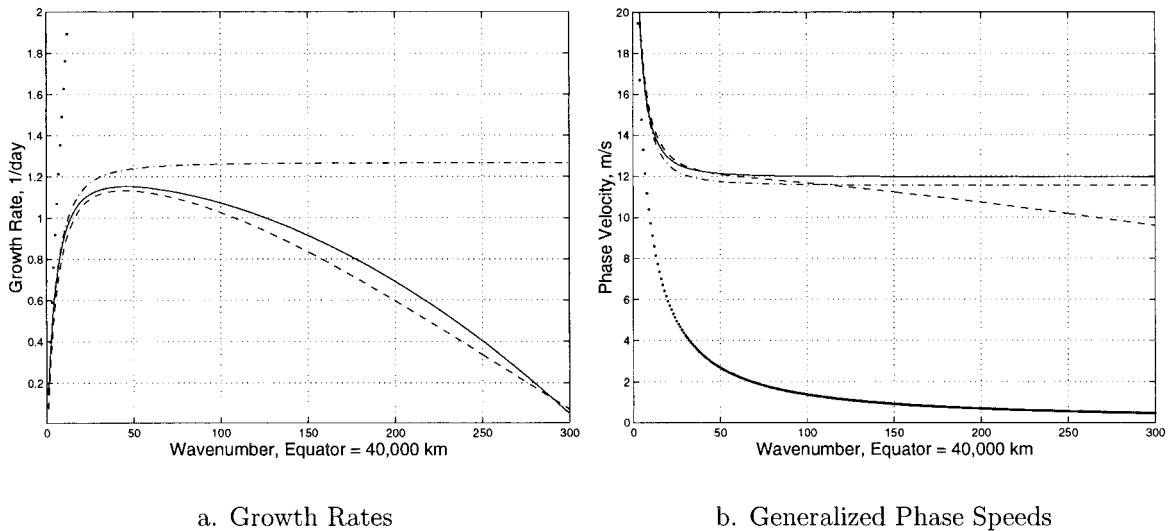 2
1.8
1.6
1.4
1.2
1
0.8
0.6
0.4
0.2
Growth Rate, 1/day
0 50 100 150 200 250 300
Wavenumber, Equator = 40,000 km
a. Growth Rates
20
18
16
14
12
10
8
6
4
2
0
Phase Velocity, m/s
0 50 100 150 200 250 300
Wavenumber, Equator = 40,000 km
b. Generalized Phase Speeds